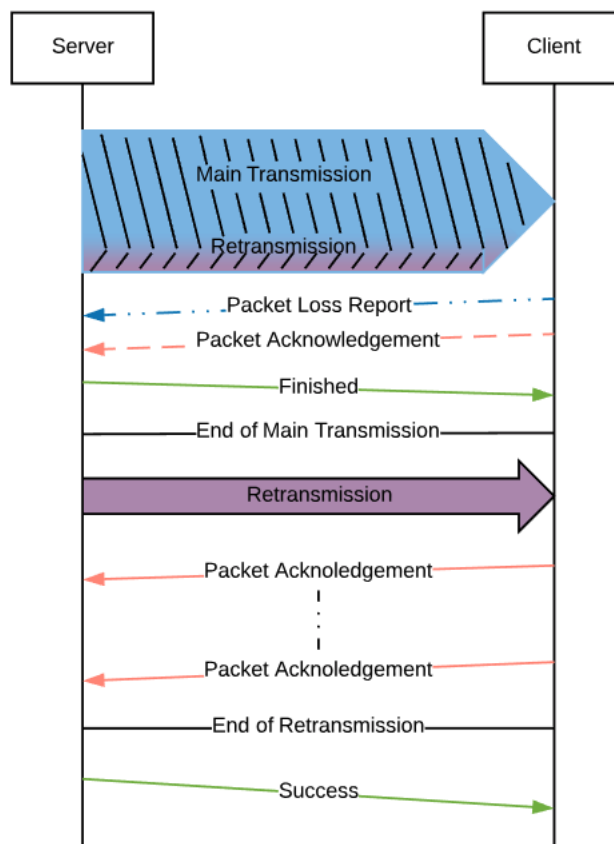 Server
Client
Main Transmission
Retransmission
Packet Loss Report
Packet Acknowledgement
Finished
End of Main Transmission
Retransmission
Packet Acknoledgement
Packet Acknoledgement
End of Retransmission
Success